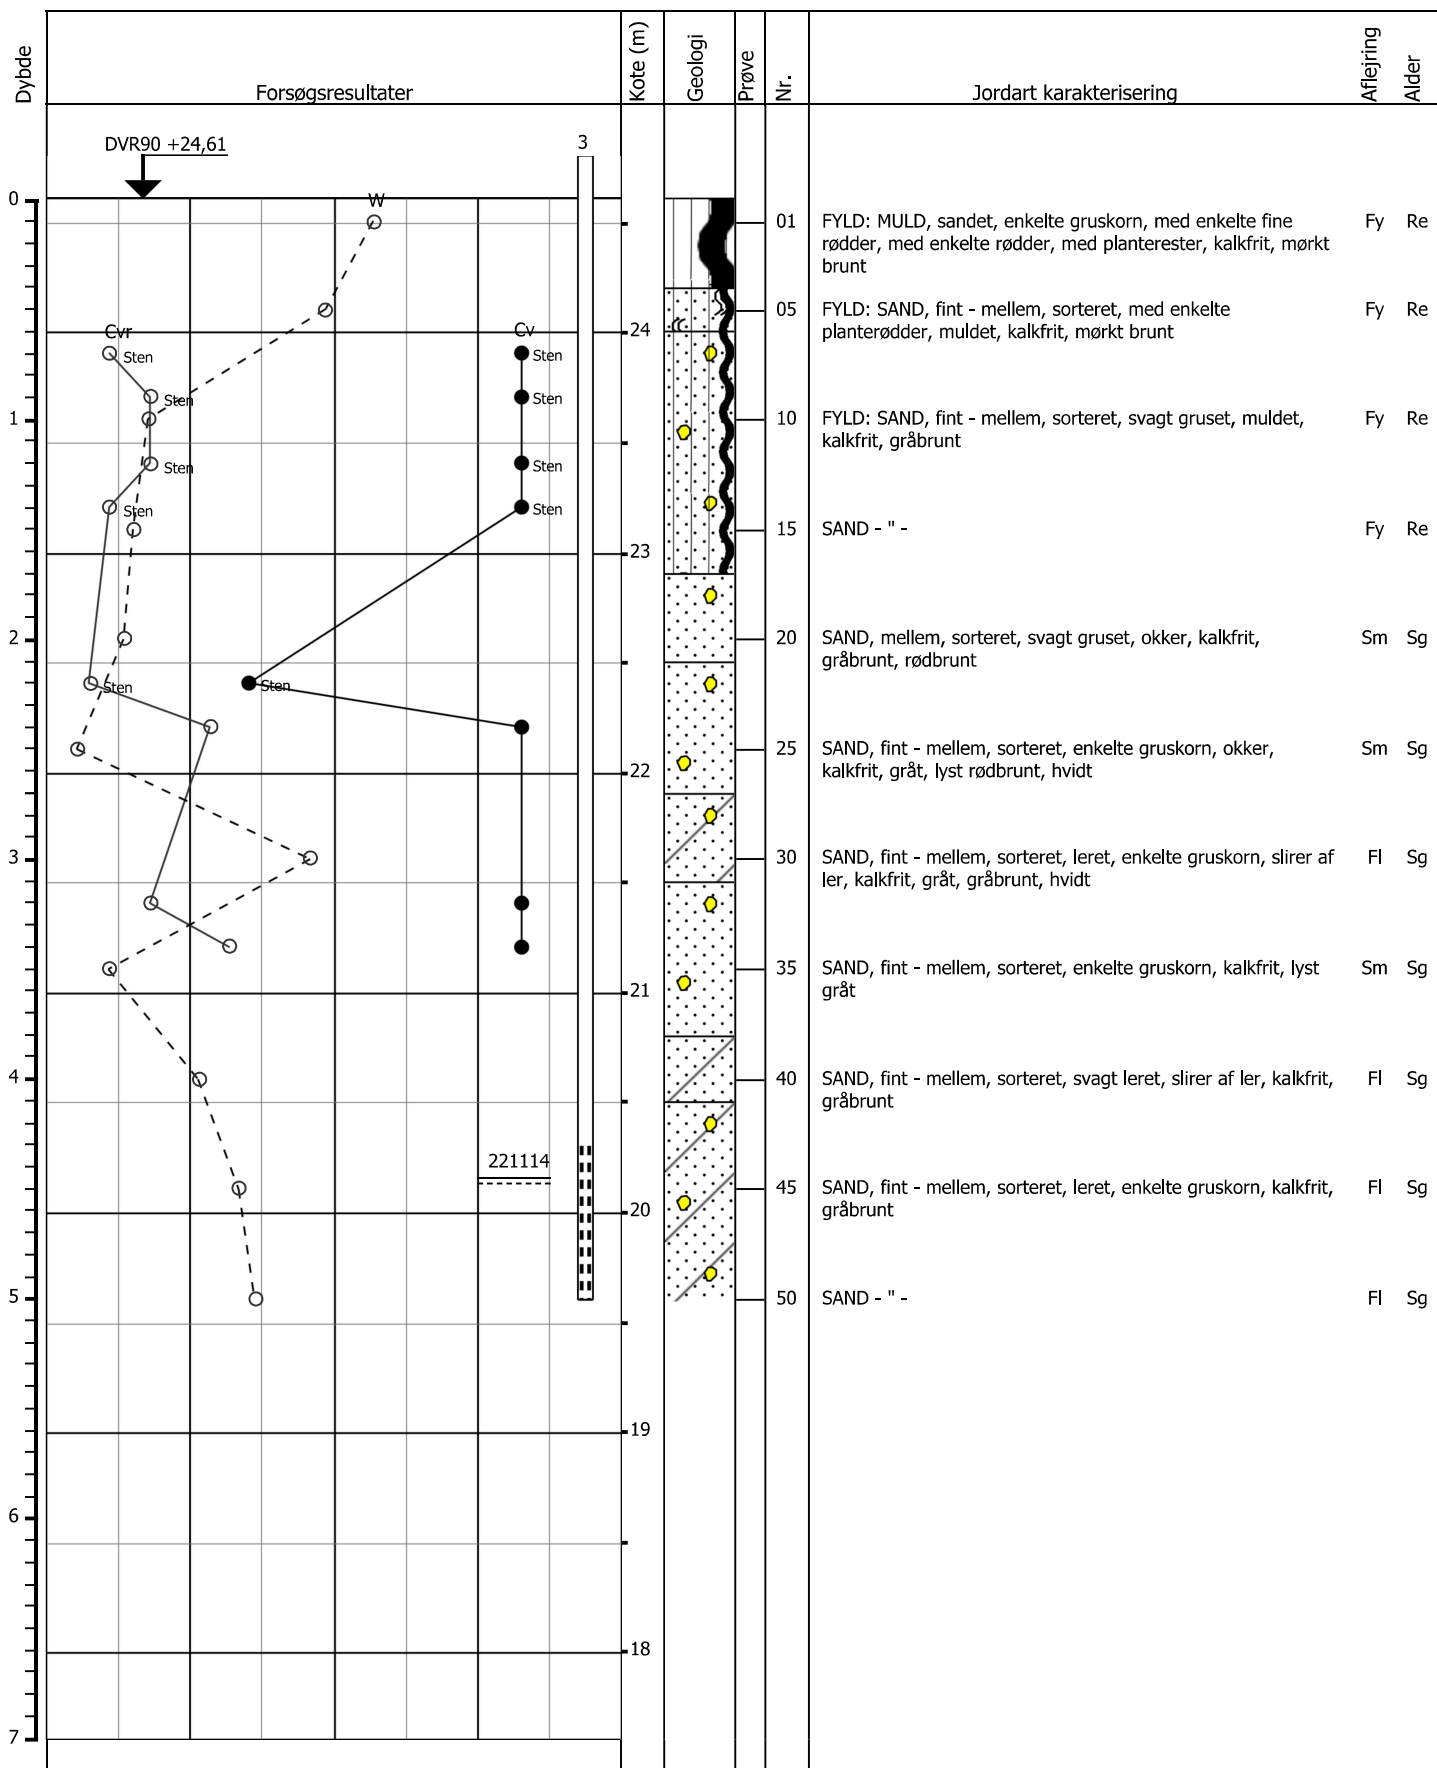 Dybde
Forsøgsresultater
Kote (m)
Geologi
Prøve
Nr.
Jordart karakterisering
Aflejring
Alder
DVR90 +24,61
3
0
W
01
FYLD: MULD, sandet, enkelte gruskorn, med enkelte fine
rødder, med enkelte rødder, med planterester, kalkfrit, mørkt
brunt
Fy Re
05
FYLD: SAND, fint - mellem, sorteret, med enkelte
planterødder, muldet, kalkfrit, mørkt brunt
Fy Re
Cvr
Cv
24
Sten
Sten
Sten
Sten
1
10
FYLD: SAND, fint - mellem, sorteret, svagt gruset, muldet,
kalkfrit, gråbrunt
Fy Re
Sten
Sten
Sten
Sten
15
SAND - " -
Fy Re
23
2
20
SAND, mellem, sorteret, svagt gruset, okker, kalkfrit,
gråbrunt, rødbrunt
Sm Sg
Sten
Sten
25
SAND, fint - mellem, sorteret, enkelte gruskorn, okker,
kalkfrit, gråt, lyst rødbrunt, hvidt
Sm Sg
22
3
30
SAND, fint - mellem, sorteret, leret, enkelte gruskorn, slirer af
ler, kalkfrit, gråt, gråbrunt, hvidt
Fl Sg
35
SAND, fint - mellem, sorteret, enkelte gruskorn, kalkfrit, lyst
gråt
Sm Sg
21
4
40
SAND, fint - mellem, sorteret, svagt leret, slirer af ler, kalkfrit,
gråbrunt
Fl Sg
221114
45
SAND, fint - mellem, sorteret, leret, enkelte gruskorn, kalkfrit,
gråbrunt
Fl Sg
20
5
50
SAND - " -
Fl Sg
19
6
18
7